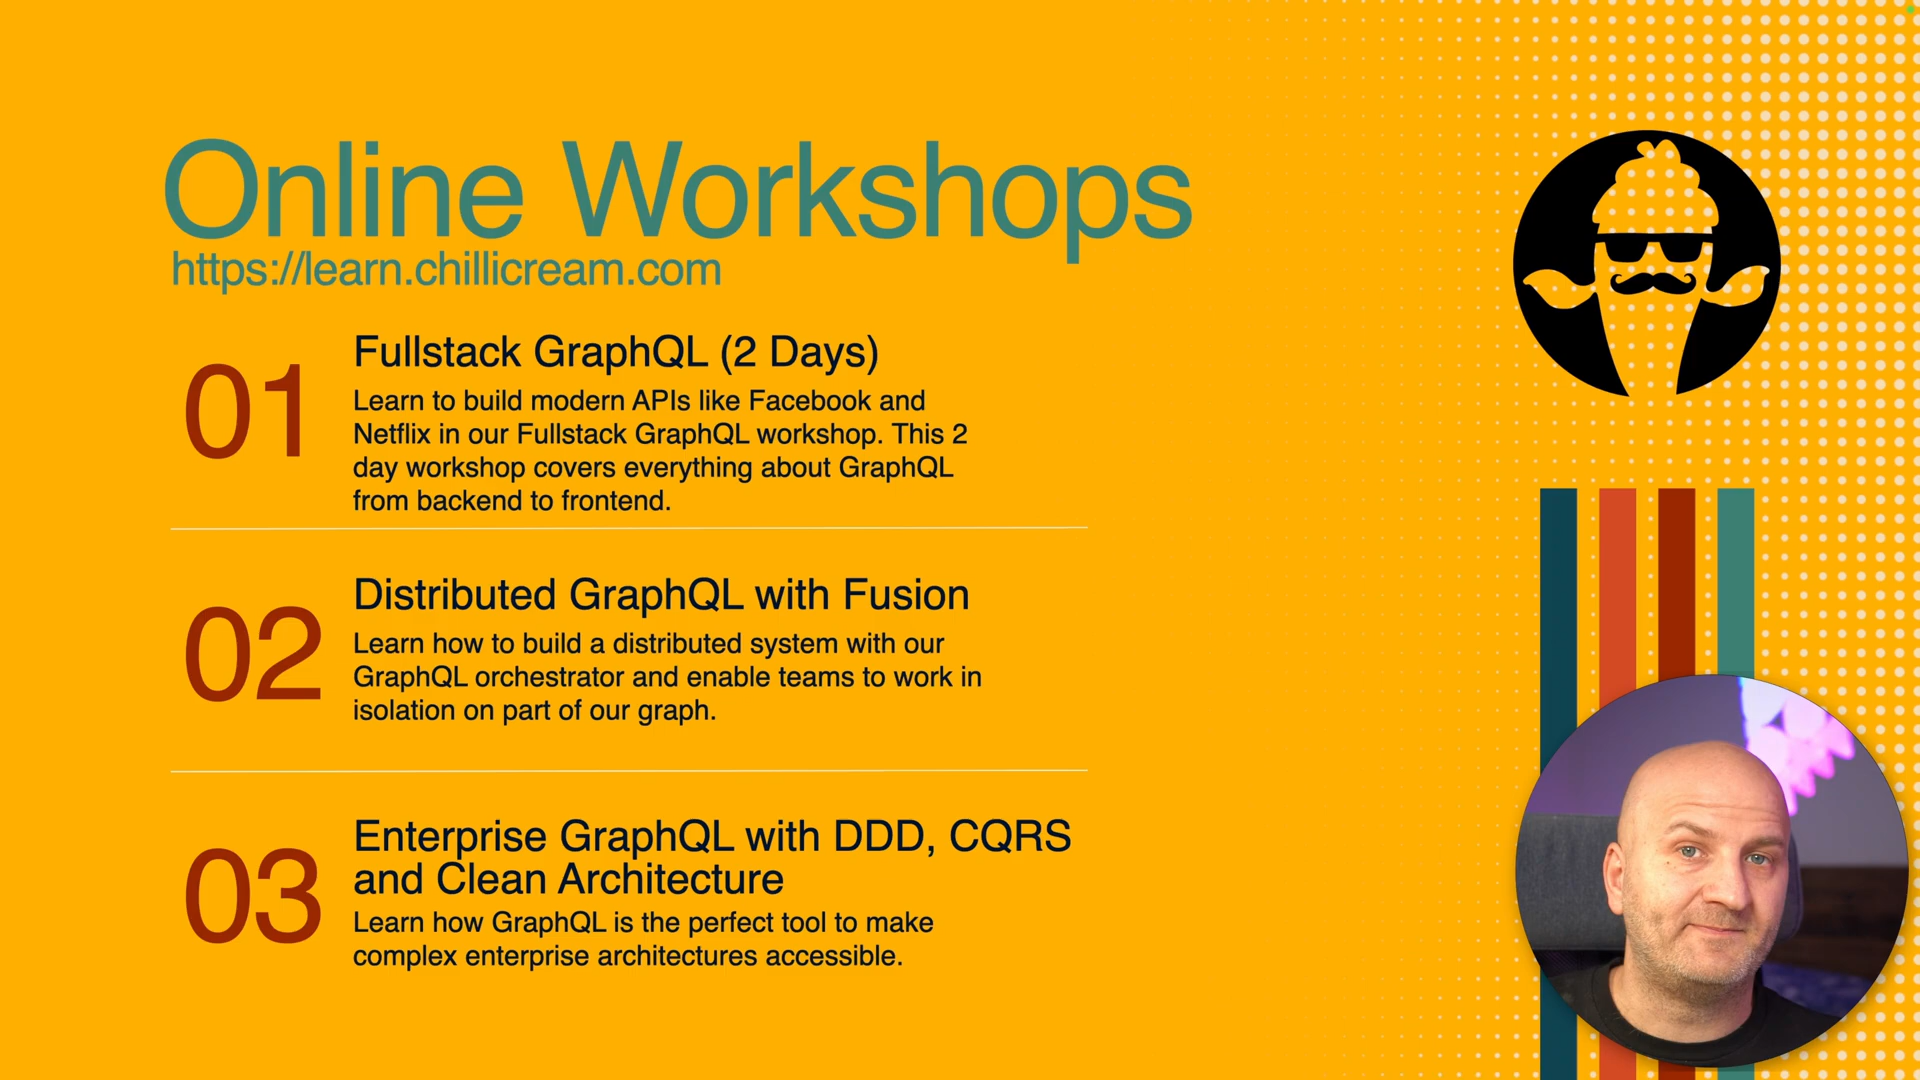 Online Workshops
https://learn.chillicream.com
01
Fullstack GraphQL (2 Days)
Learn to build modern APIs like Facebook and
Netflix in our Fullstack GraphQL workshop. This 2
day workshop covers everything about GraphQL
from backend to frontend.
02
Distributed GraphQL with Fusion
Learn how to build a distributed system with our
GraphQL orchestrator and enable teams to work in
isolation on part of our graph.
03
Enterprise GraphQL with DDD, CQRS
and Clean Architecture
Learn how GraphQL is the perfect tool to make
complex enterprise architectures accessible.